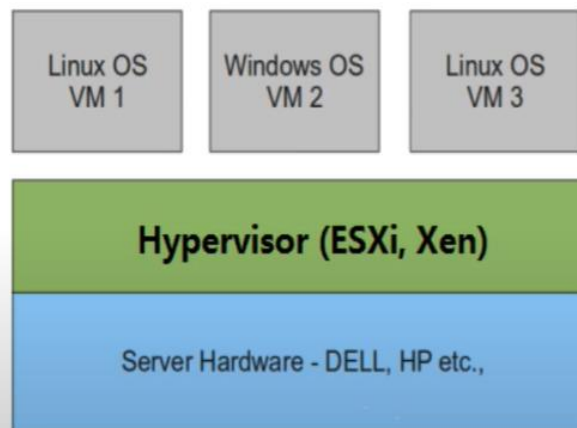 Linux OS
VM 1
Windows OS
VM 2
Linux OS
VM 3
Hypervisor (ESXi, Xen)
Server Hardware - DELL, HP etc.,